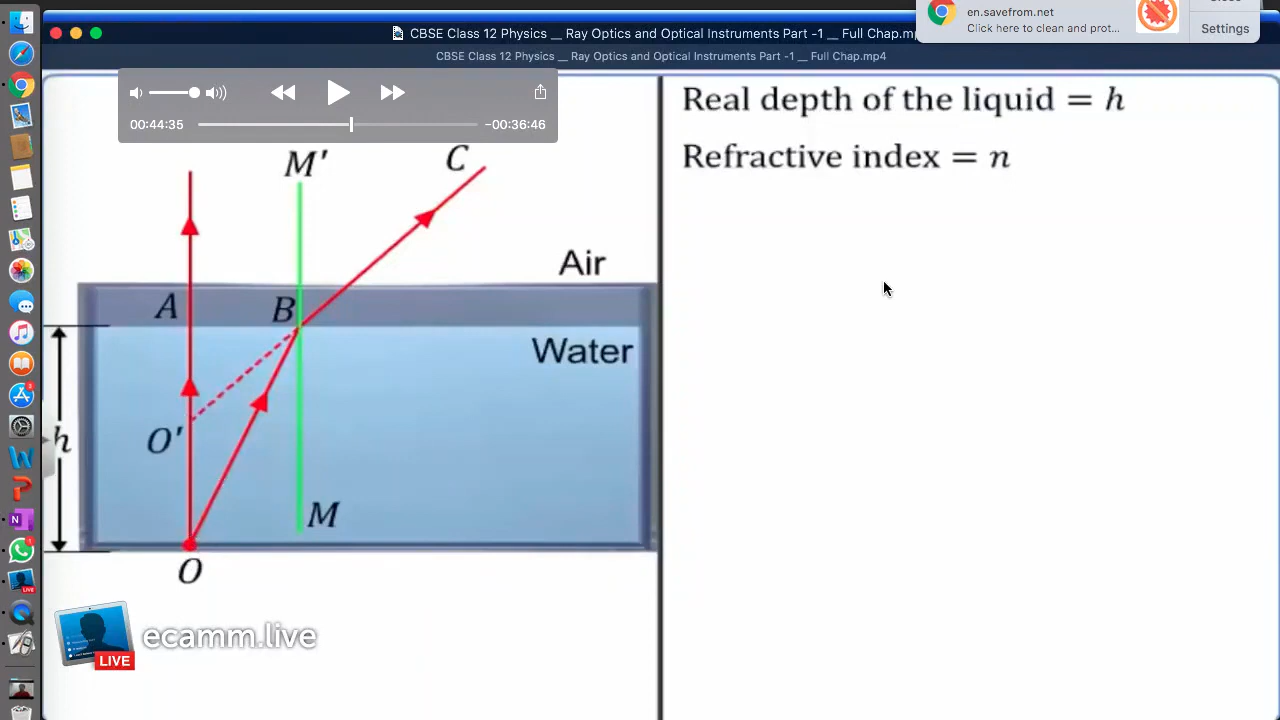 en.savefrom.net
Click here to clean and prot...
Settings
CBSE Class 12 Physics __ Ray Optics and Optical Instruments Part -1 __ Full Chap.mp
CBSE Class 12 Physics __ Ray Optics and Optical Instruments Part -1 __ Full Chap.mp4
00:44:35
-00:36:46
Real depth of the liquid = h
Refractive index = n
M'
C
Air
A
B
Water
O'
h
M
O
ecamm.live
LIVE